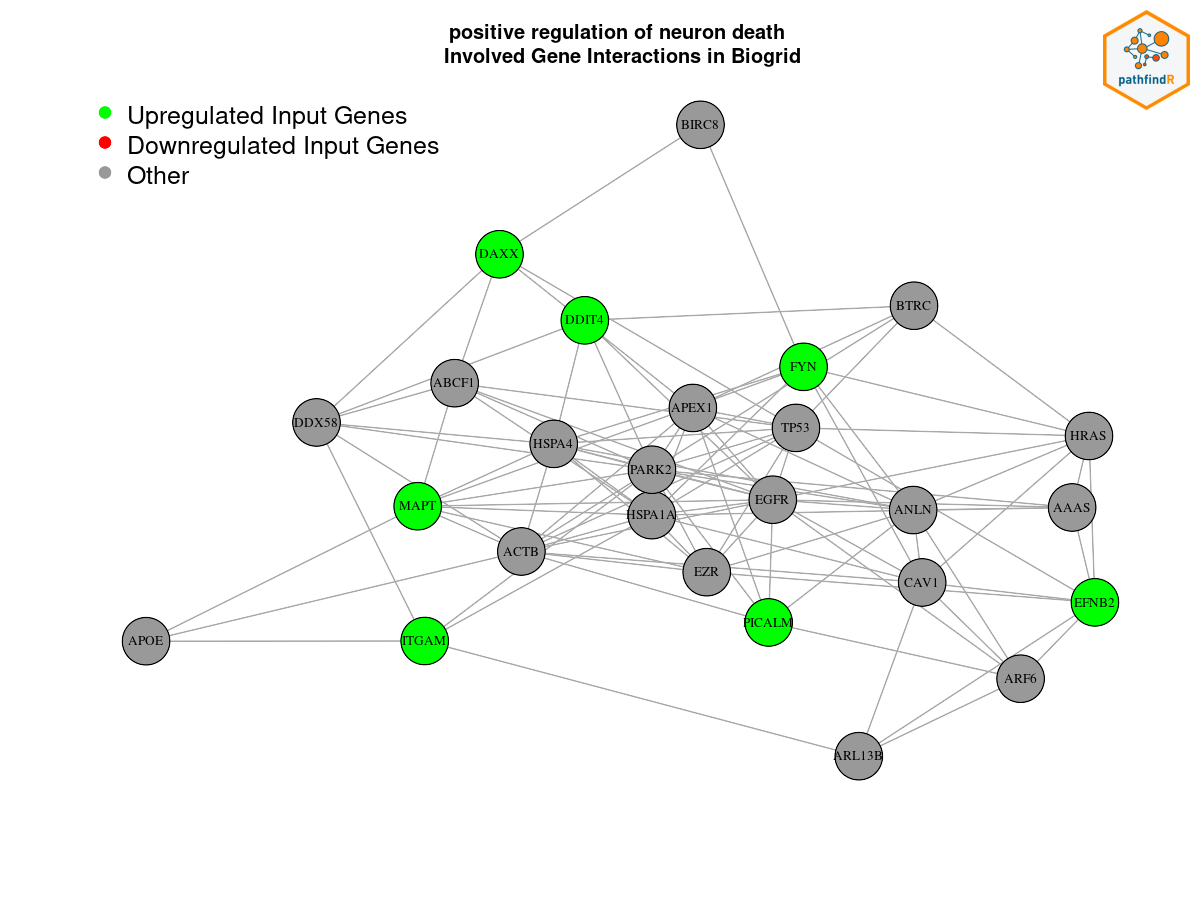 positive regulation of neuron death
Involved Gene Interactions in Biogrid
pathfindR
Upregulated Input Genes
Downregulated Input Genes
Other
BIRC8
DAXX
DDIT4
BTRC
FYN
ABCF1
APEX1
DDX58
TP53
HRAS
HSPA4
PARK2
EGFR
MAPT
HSPA1A
ANLN
AAAS
ACTB
EZR
CAV1
EFNB2
PICALM
APOE
ITGAM
ARF6
ARL13B